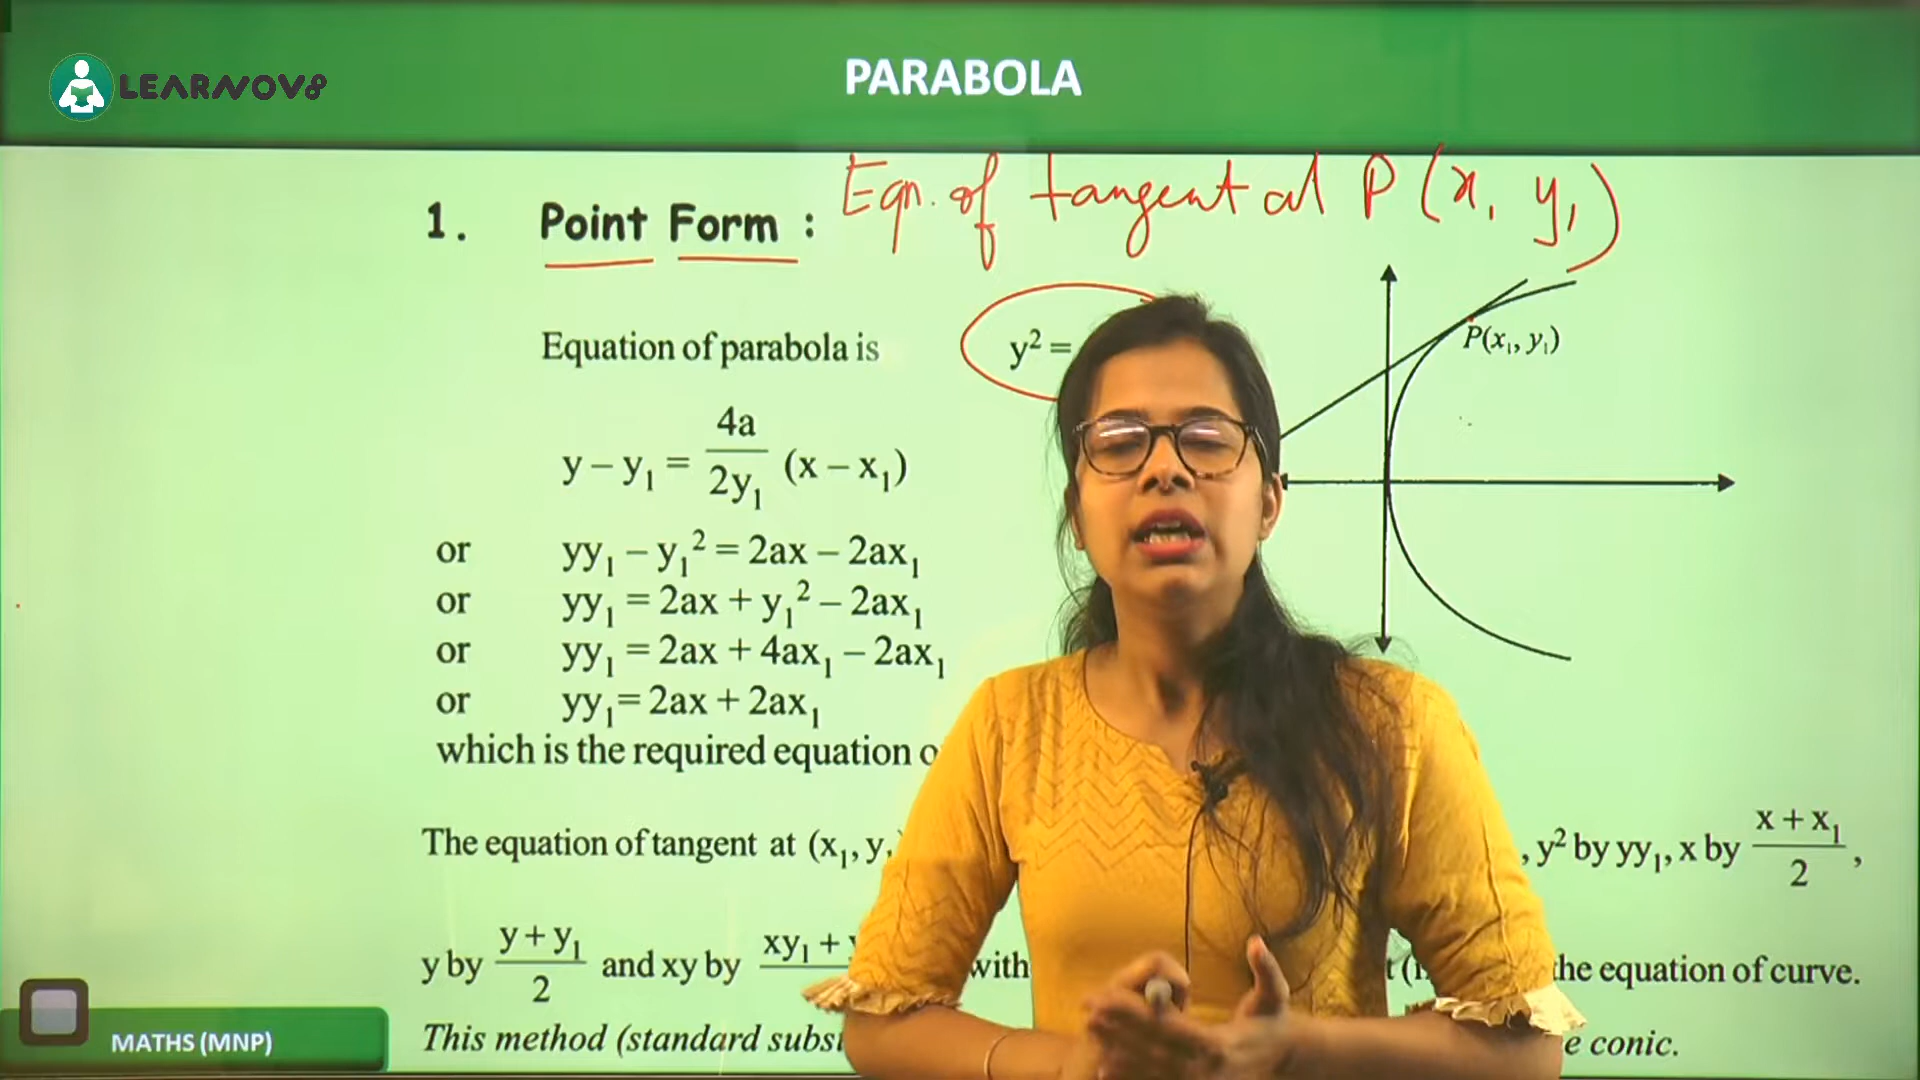 LEARNOV8
PARABOLA
Eqn. of tangent at P (x₁ y₁)
1. Point Form :
Equation of parabola is y² =
P(x₁, y₁)
y – y₁ = 4a/2y₁ (x – x₁)
or yy₁ – y₁² = 2ax – 2ax₁
or yy₁ = 2ax + y₁² – 2ax₁
or yy₁ = 2ax + 4ax₁ – 2ax₁
or yy₁ = 2ax + 2ax₁
which is the required equation
The equation of tangent at (x₁, y , y² by yy₁, x by x + x₁/2 ,
y by y + y₁/2 and xy by xy₁ + with the equation of curve.
This method (standard conic.
MATHS (MNP)